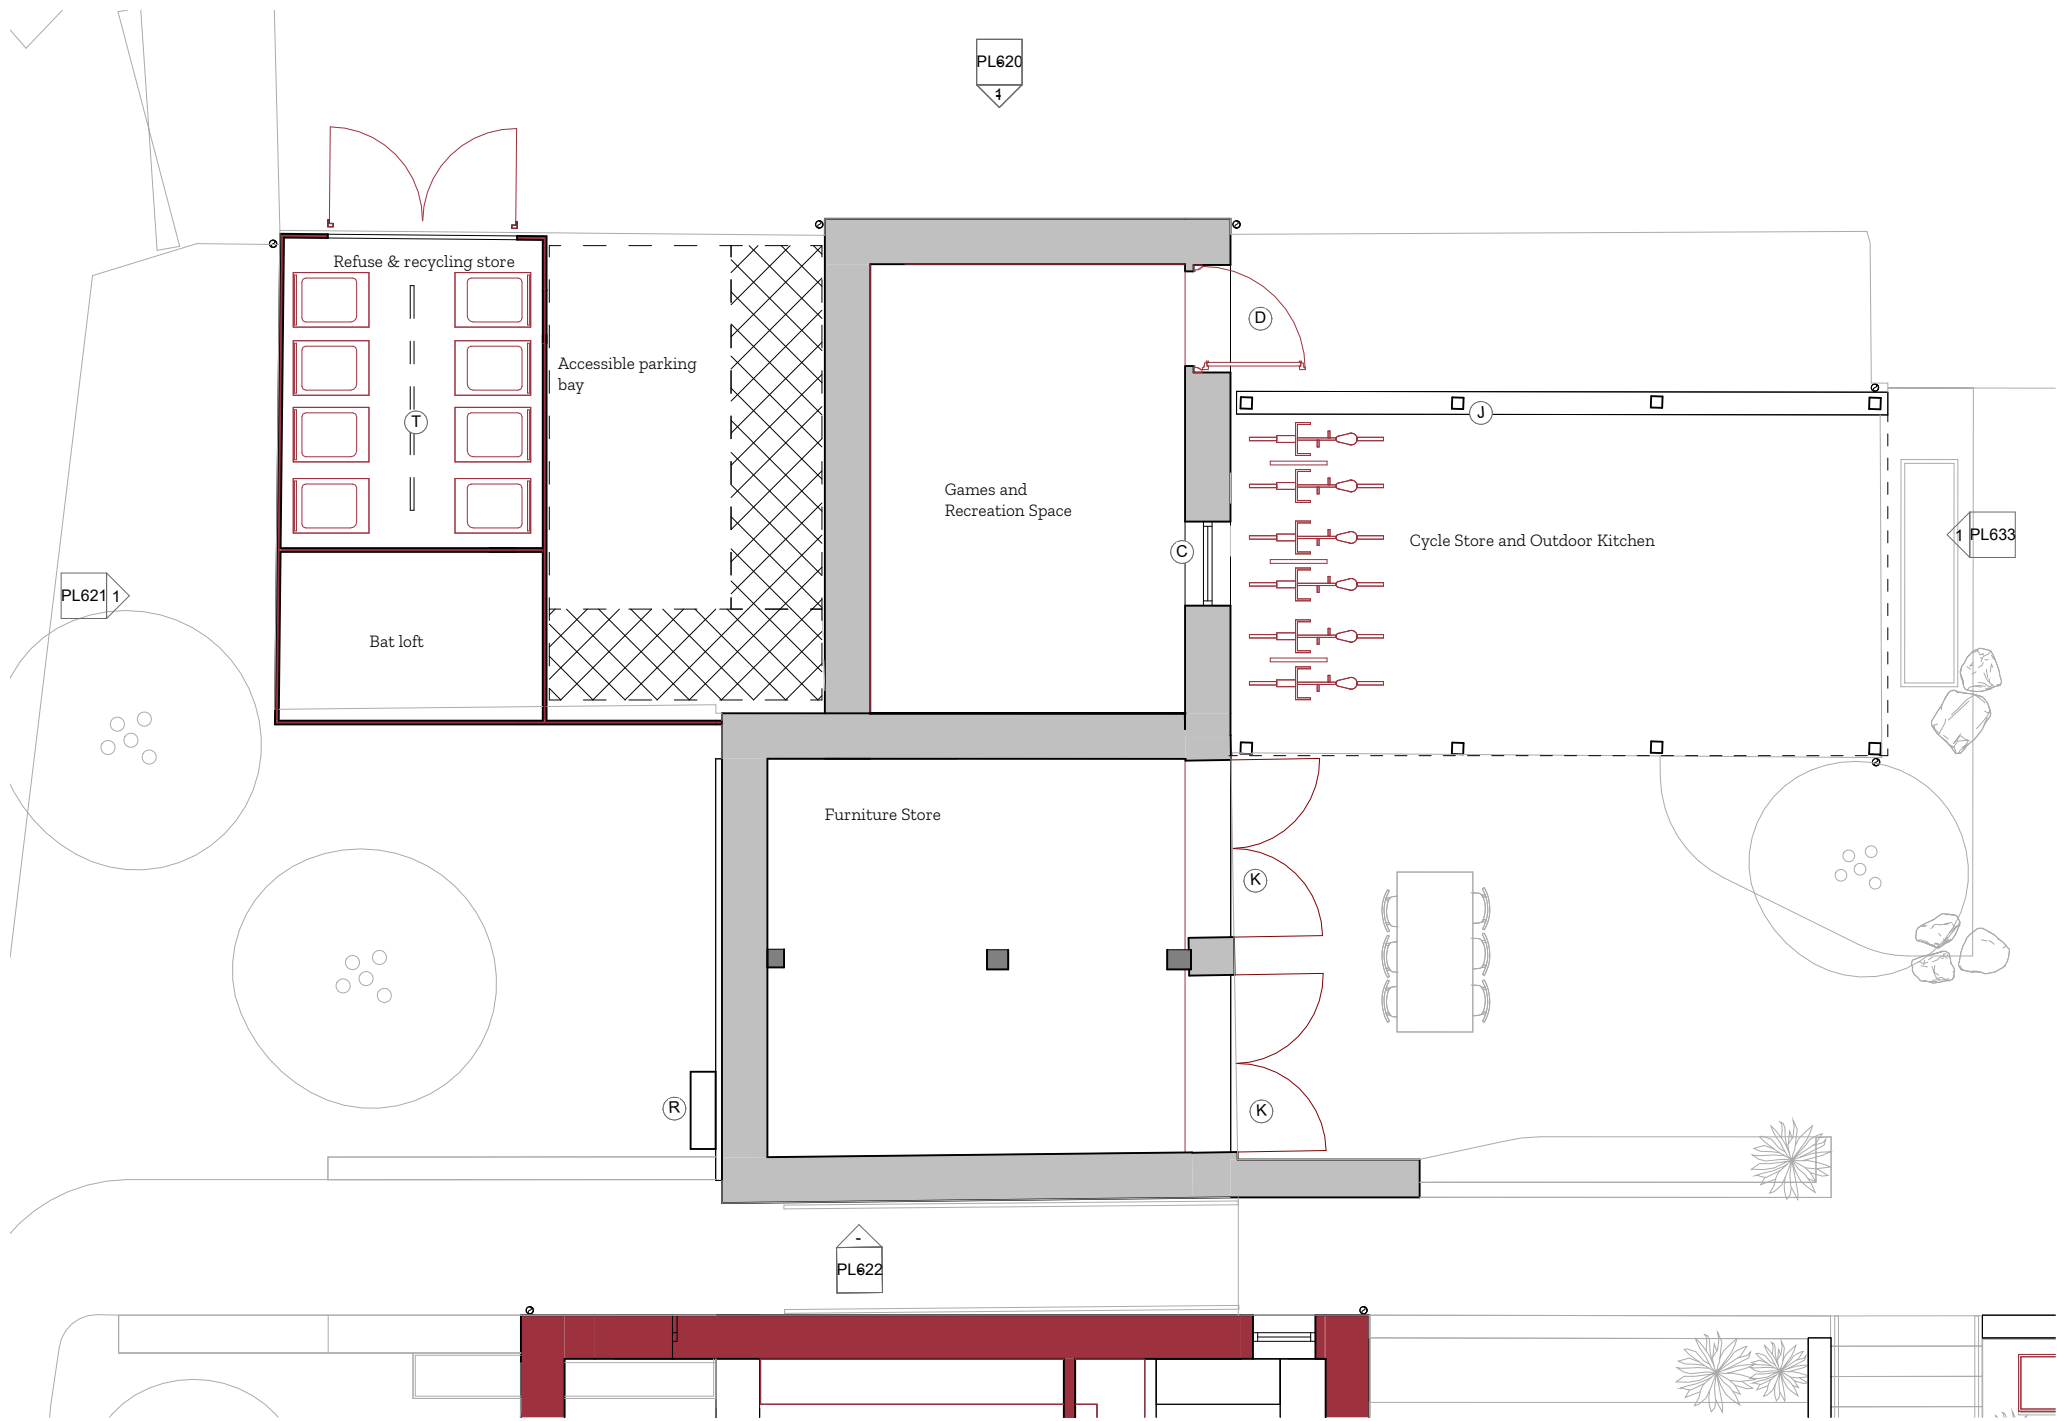 PL620
1
Refuse & recycling store
D
Accessible parking
bay
J
T
Games and
Recreation Space
Cycle Store and Outdoor Kitchen
1 PL633
C
PL621 1
Bat loft
Furniture Store
K
R
K
-
PL622